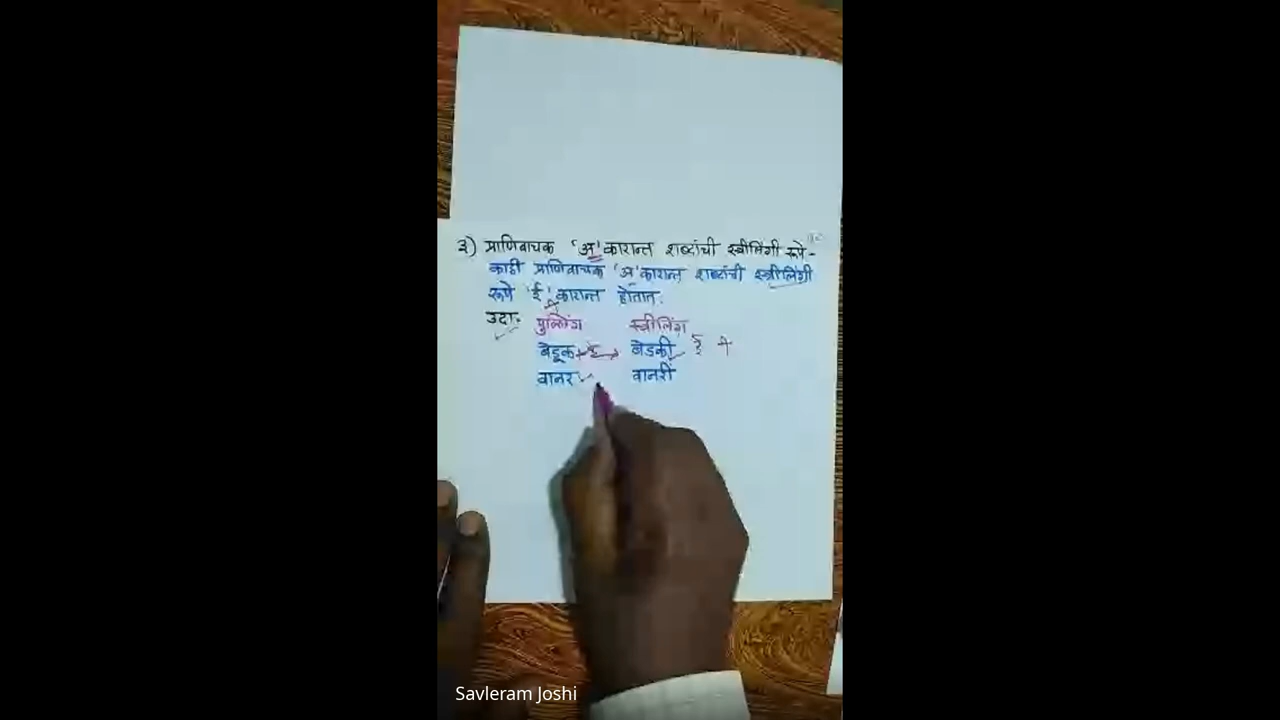 ३) प्राणिवाचक 'अ'कारान्त शब्दांची स्त्रीलिंगी रूपे -
काही प्राणिवाचक 'अ'कारान्त शब्दांची स्त्रीलिंगी
रूपे 'ई'कारान्त होतात.
उदा. पुल्लिंग स्त्रीलिंग
बेडूक बेडकी ई
वानर वानरी
Savleram Joshi